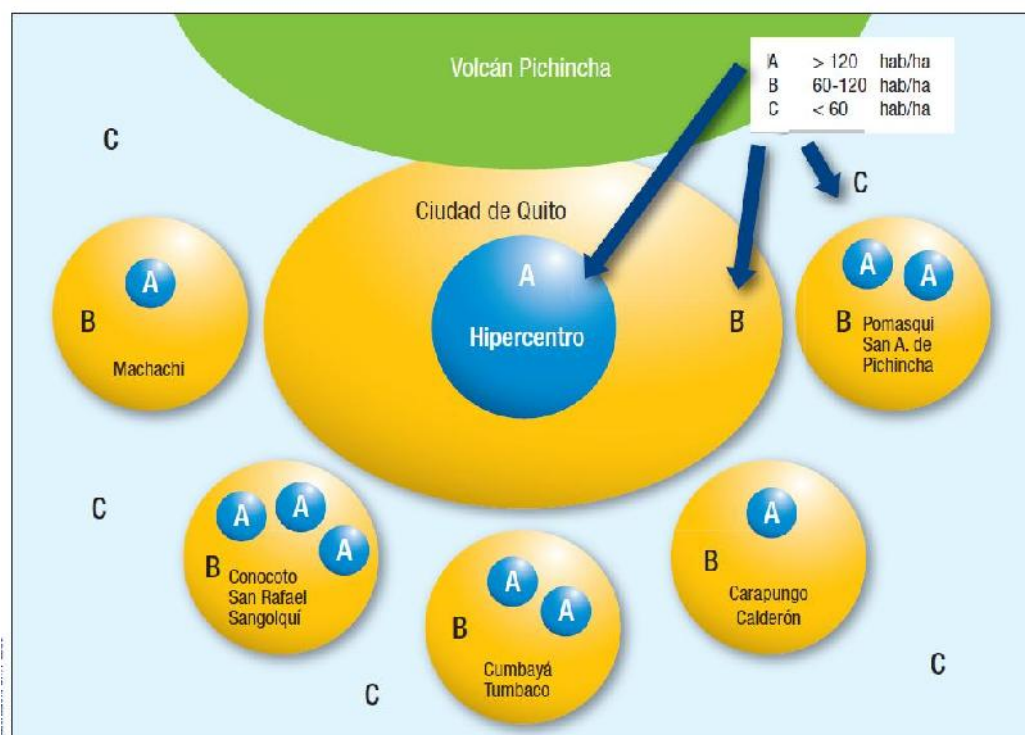 Volcán Pichincha
A > 120 hab/ha
B 60-120 hab/ha
C < 60 hab/ha
C
C
Ciudad de Quito
A
Hipercentro
B
A
B
Machachi
A A
B Pomasqui
San A. de
Pichincha
C
A A A
B Conocoto
San Rafael
Sangolquí
A A
B
Cumbayá
Tumbaco
A
B
Carapungo
Calderón
C
C